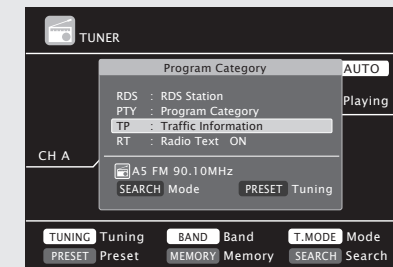 TUNER
Program Category
AUTO
RDS : RDS Station
Playing
PTY : Program Category
TP : Traffic Information
RT : Radio Text ON
CH A
A5 FM 90.10MHz
SEARCH Mode PRESET Tuning
TUNING Tuning BAND Band T.MODE Mode
PRESET Preset MEMORY Memory SEARCH Search